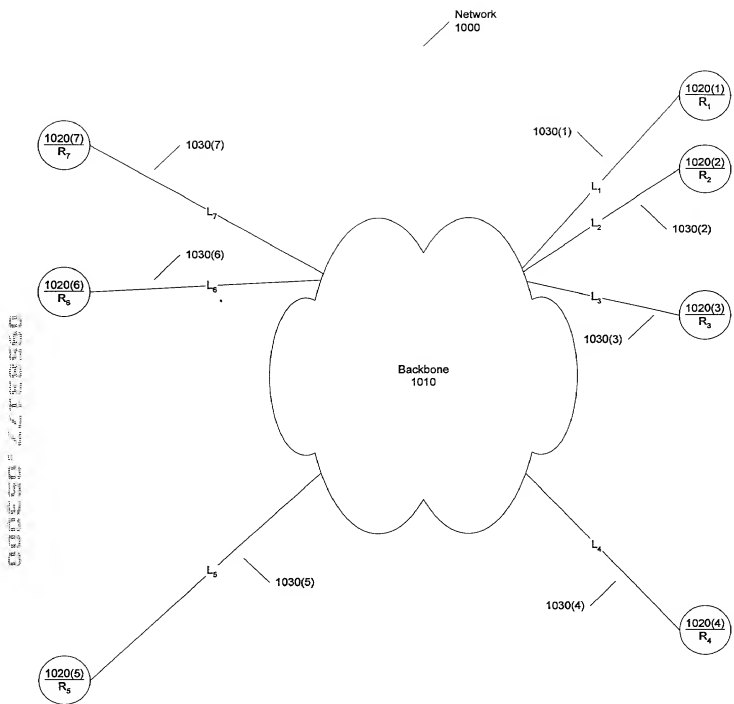 Network
1000
1020(1)
R1
1030(1)
1020(7)
R7
1030(7)
1020(2)
R2
L1
L7
L2
1030(2)
1030(6)
1020(6)
R6
L6
L3
1020(3)
R3
1030(3)
Backbone
1010
L4
L5
1030(5)
1030(4)
1020(4)
R4
1020(5)
R5